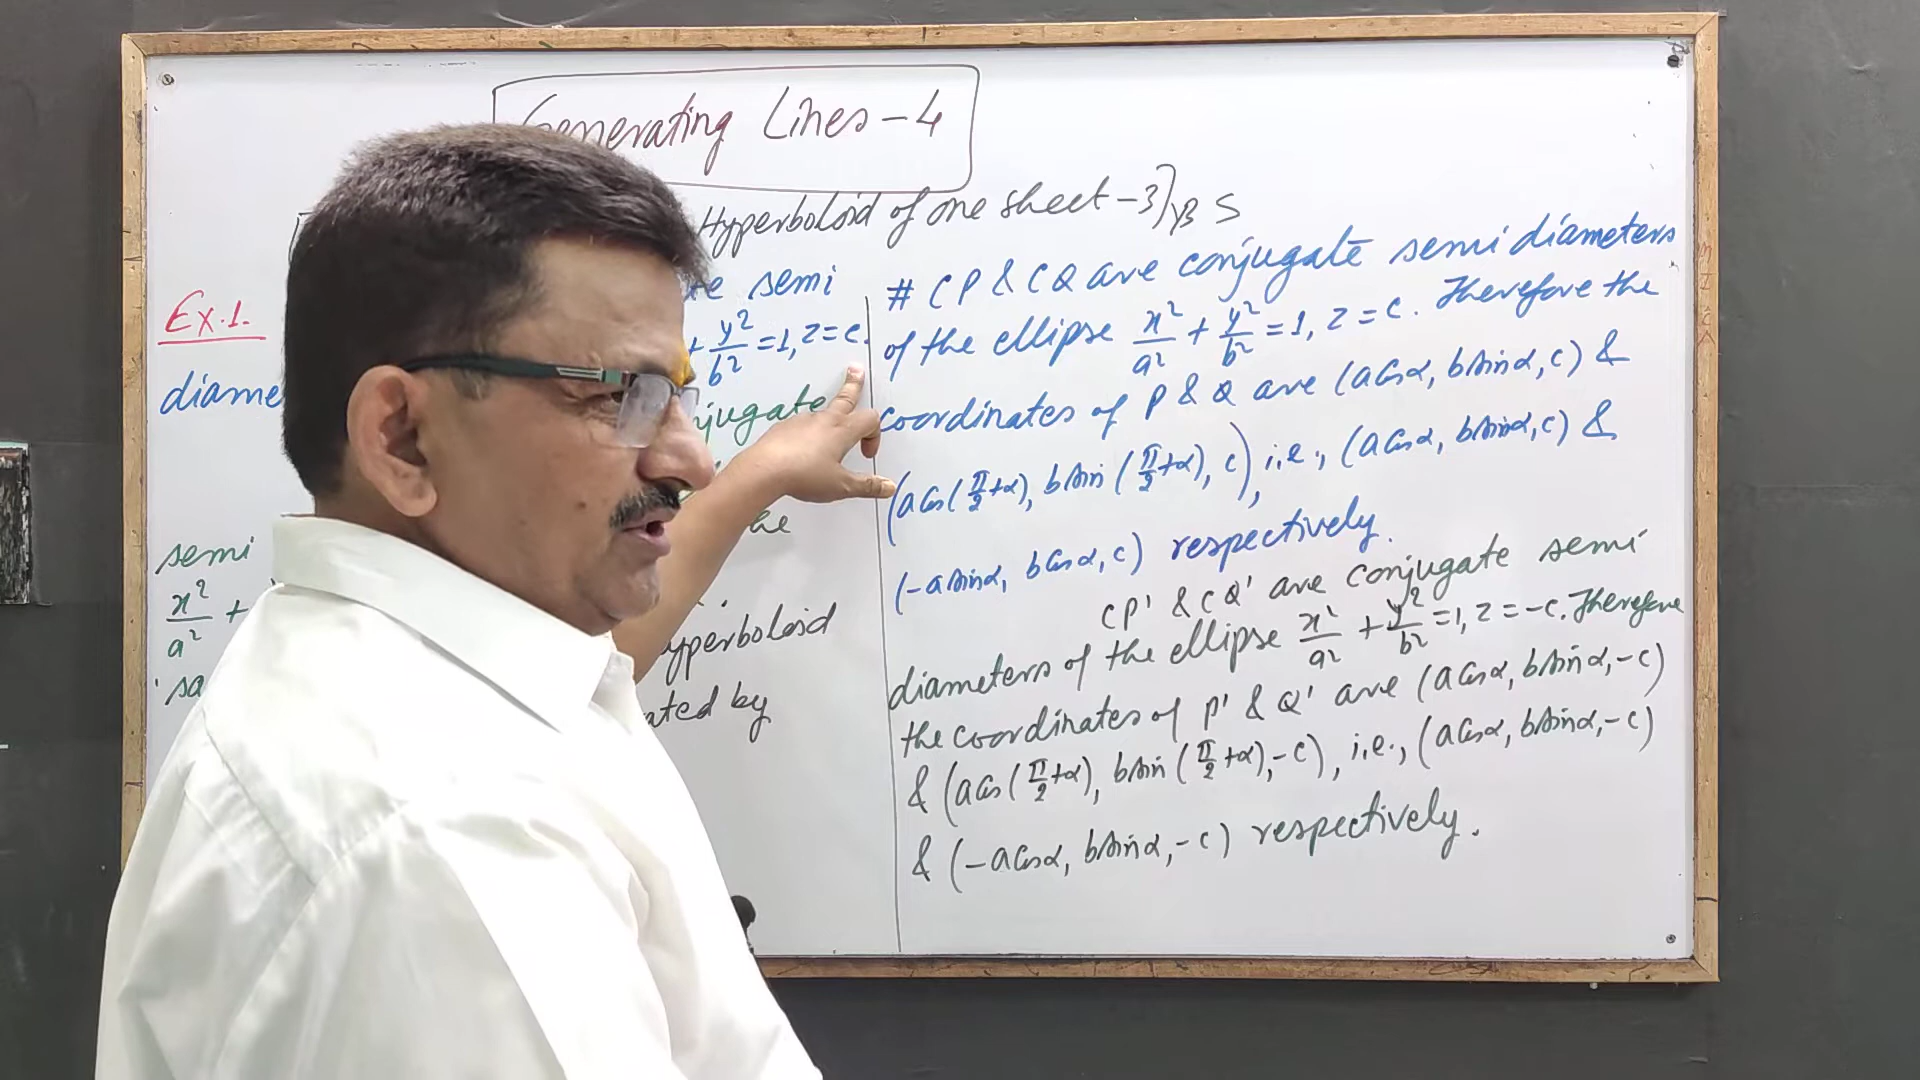 Generating Lines-4
Hyperboloid of one sheet-3] YB S
Ex.1.
semi
+ y²/b² = 1, z=c.
diame
njugate
semi
he
x²/a² +
yperboloid
sa
ated by
# CP & CQ are conjugate semi diameters
of the ellipse x²/a² + y²/b² = 1, z = c. Therefore the
coordinates of P & Q are (a cos α, b sin α, c) &
(a cos(π/2+α), b sin(π/2+α), c), i.e., (a cos α, b sin α, c) &
(-a sin α, b cos α, c) respectively.
CP' & CQ' are conjugate semi
diameters of the ellipse x²/a² + y²/b² = 1, z = -c. Therefore
the coordinates of P' & Q' are (a cos α, b sin α, -c)
& (a cos(π/2+α), b sin(π/2+α), -c), i.e., (a cos α, b sin α, -c)
& (-a cos α, b sin α, -c) respectively.